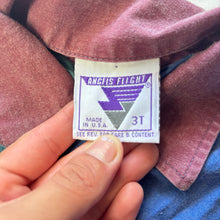 ANGELS FLIGHT
®
MADE IN U.S.A.
3T
SEE REV. FOR CARE & CONTENT